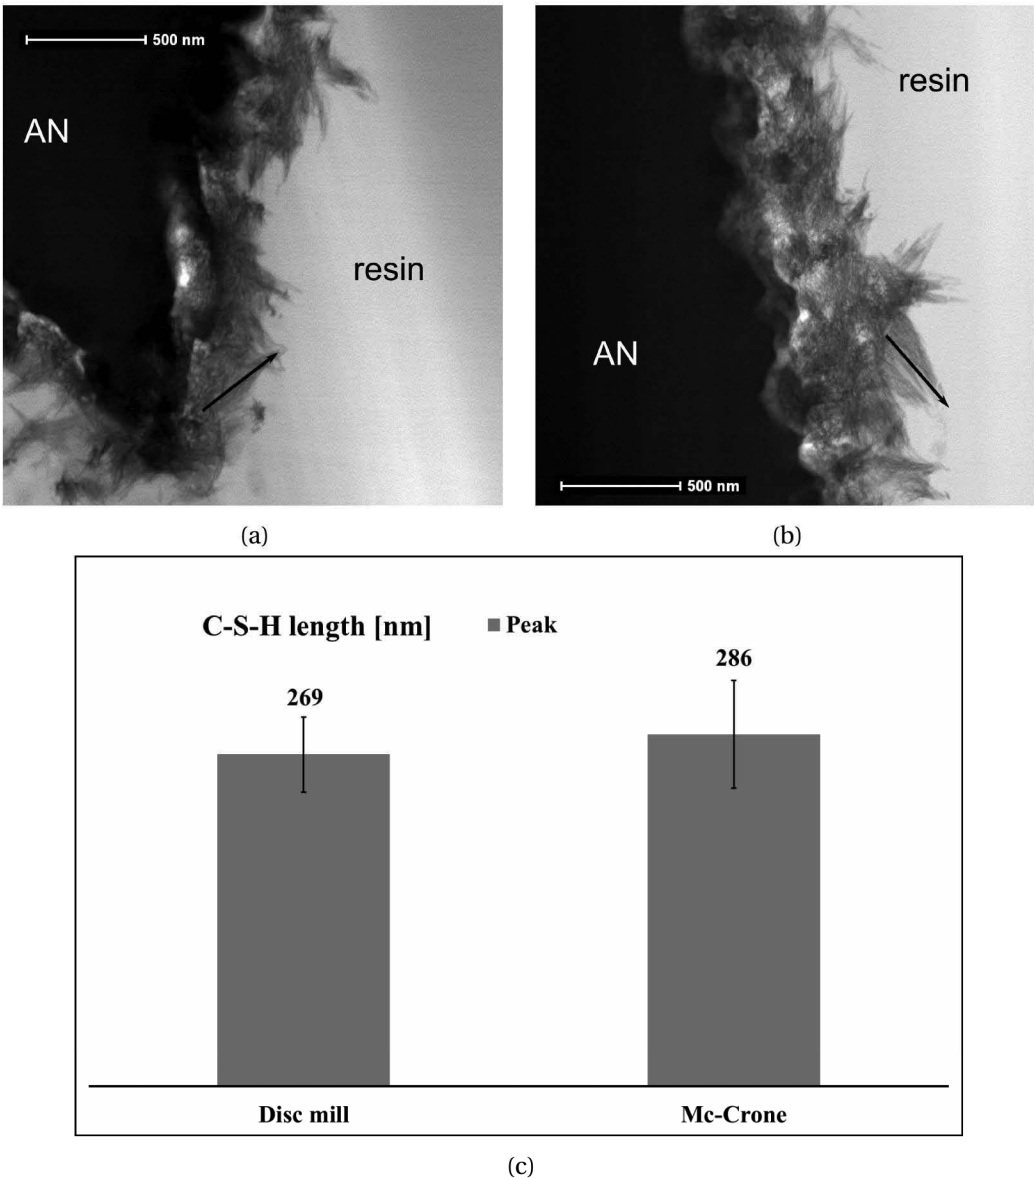 500 nm
AN
resin
resin
AN
500 nm
(a)
(b)
C-S-H length [nm]
Peak
269
286
Disc mill
Mc-Crone
(c)